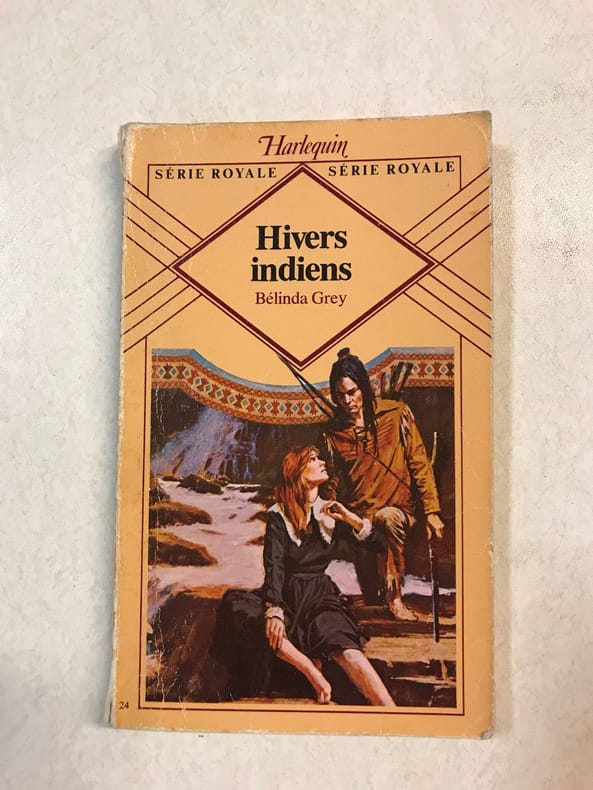 Harlequin
SÉRIE ROYALE SÉRIE ROYALE
Hivers
indiens
Bélinda Grey
24